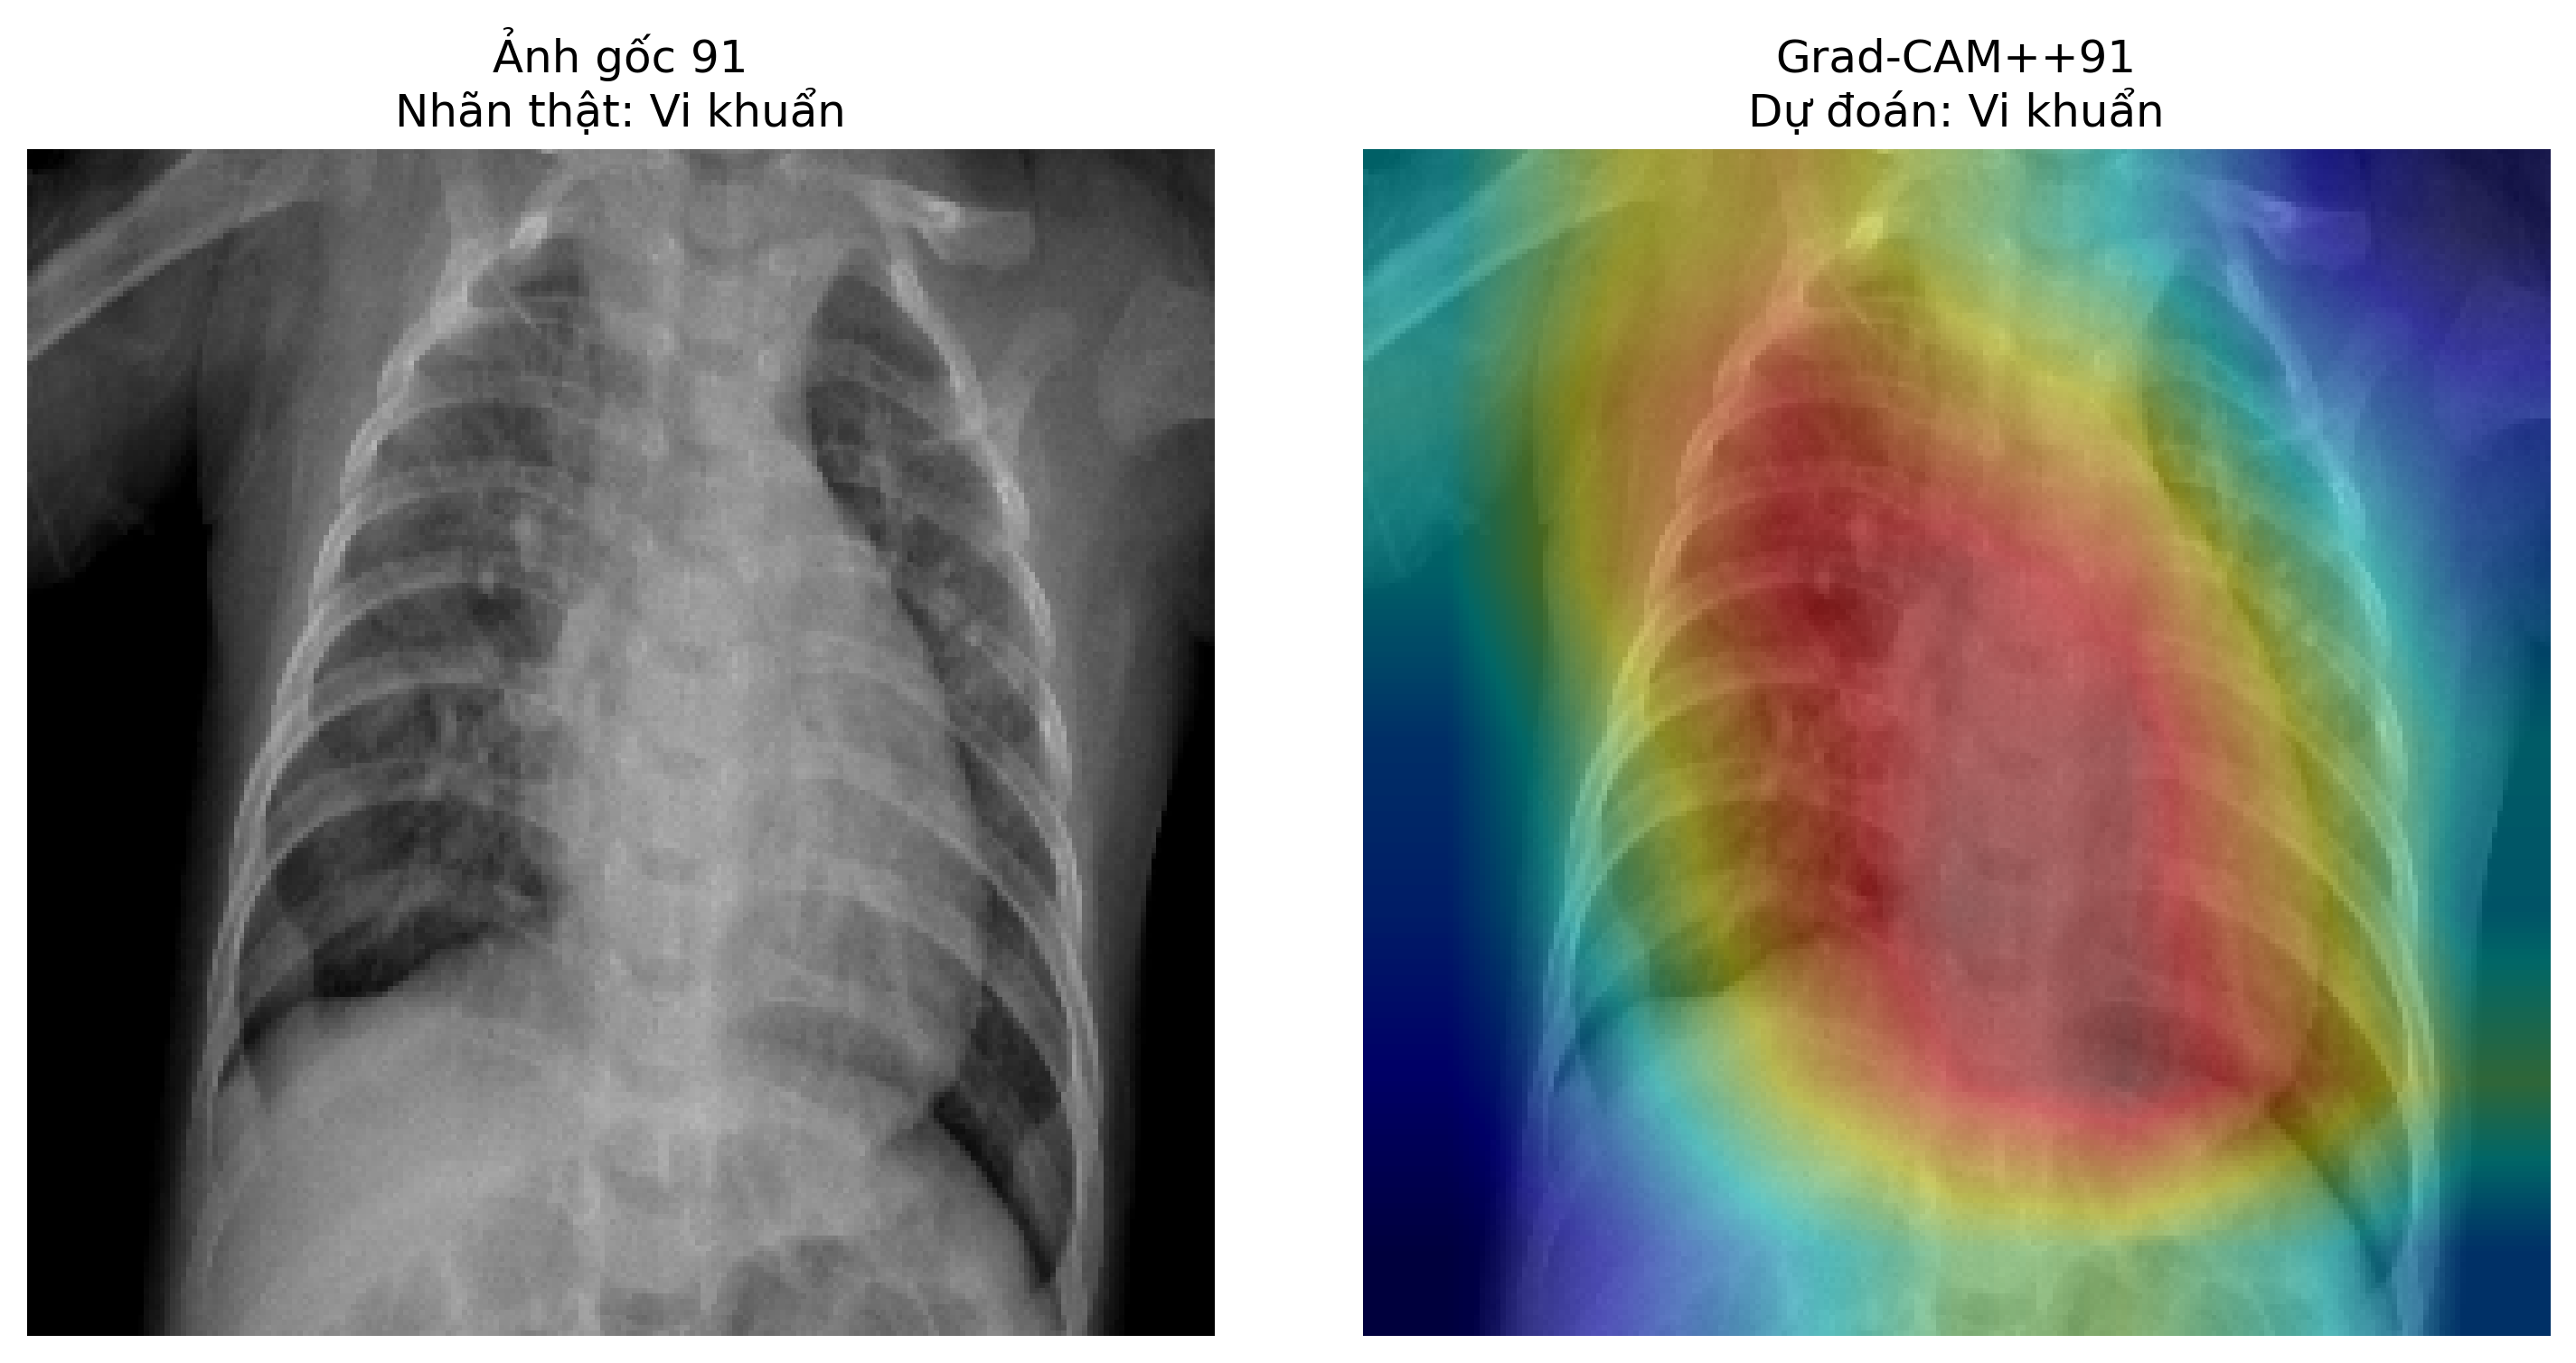 Ảnh gốc 91
Nhãn thật: Vi khuẩn
Grad-CAM++91
Dự đoán: Vi khuẩn